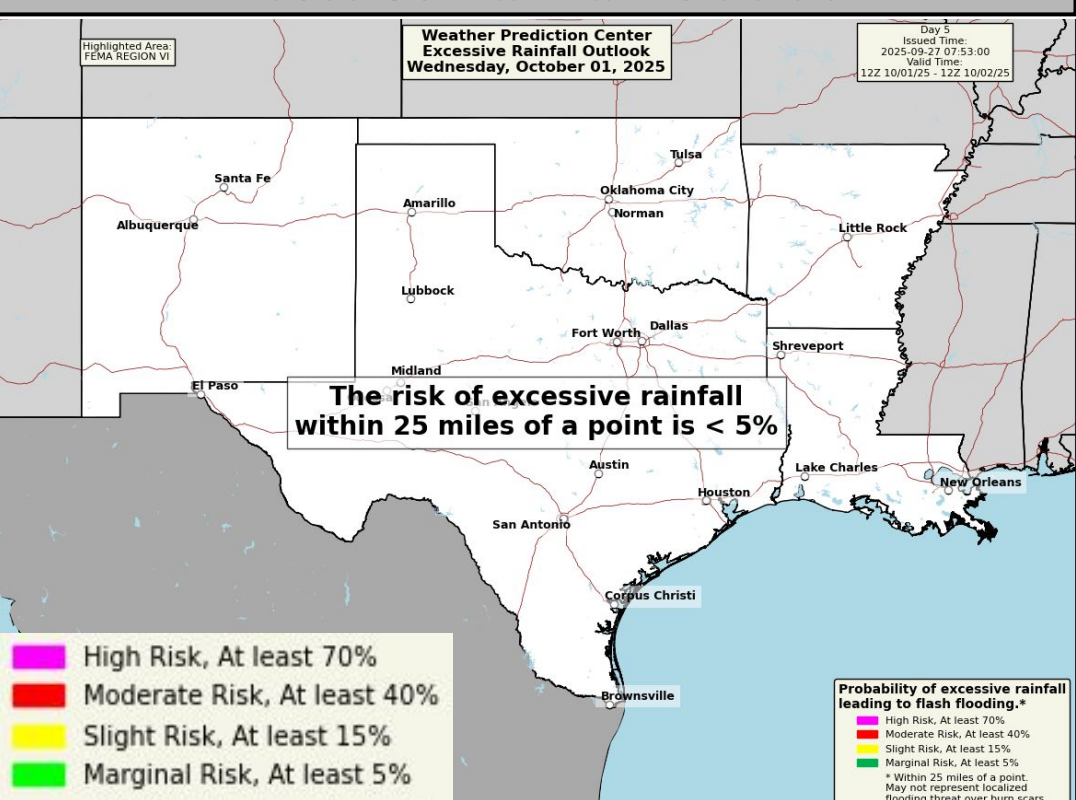 Highlighted Area:
FEMA REGION VI
Weather Prediction Center
Excessive Rainfall Outlook
Wednesday, October 01, 2025
Day 5
Issued Time:
2025-09-27 07:53:00
Valid Time:
12Z 10/01/25 - 12Z 10/02/25
Tulsa
Santa Fe
Oklahoma City
Amarillo
Norman
Albuquerque
Little Rock
Lubbock
Dallas
Fort Worth
Shreveport
Midland
El Paso
The risk of excessive rainfall
within 25 miles of a point is < 5%
Austin
Lake Charles
New Orleans
Houston
San Antonio
Corpus Christi
Brownsville
High Risk, At least 70%
Moderate Risk, At least 40%
Slight Risk, At least 15%
Marginal Risk, At least 5%
Probability of excessive rainfall
leading to flash flooding.*
High Risk, At least 70%
Moderate Risk, At least 40%
Slight Risk, At least 15%
Marginal Risk, At least 5%
* Within 25 miles of a point.
May not represent localized
flooding threat over burn scars